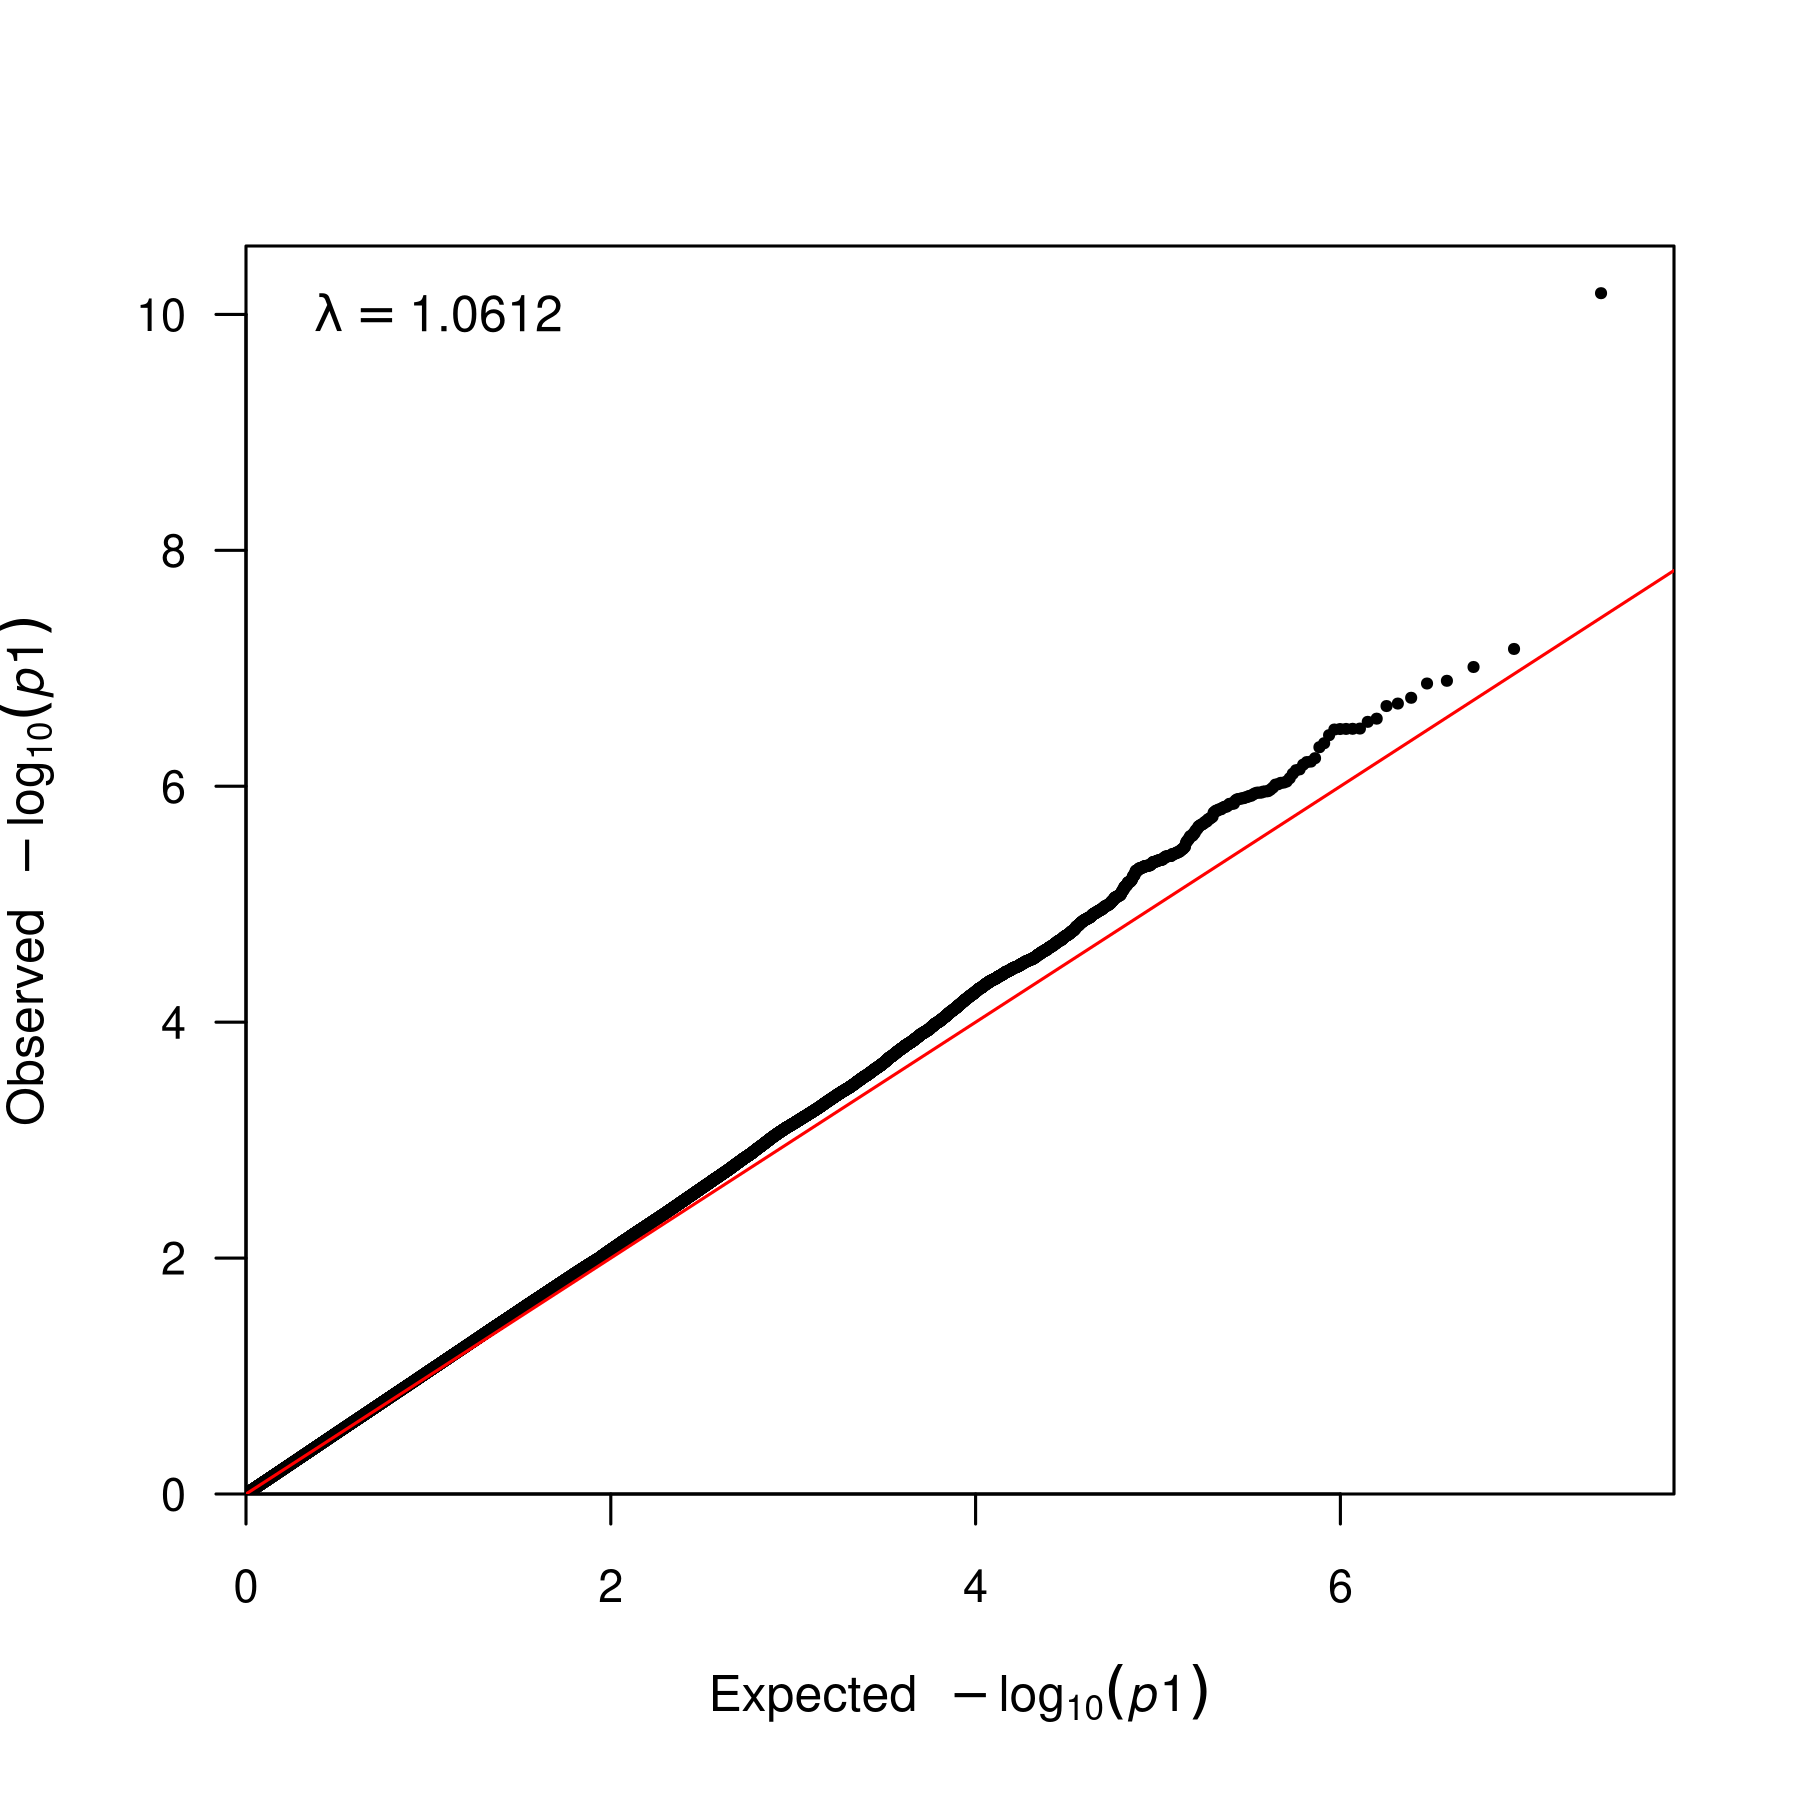 λ = 1.0612
10
8
6
4
2
0
Observed −log₁₀(p1)
0 2 4 6
Expected −log₁₀(p1)